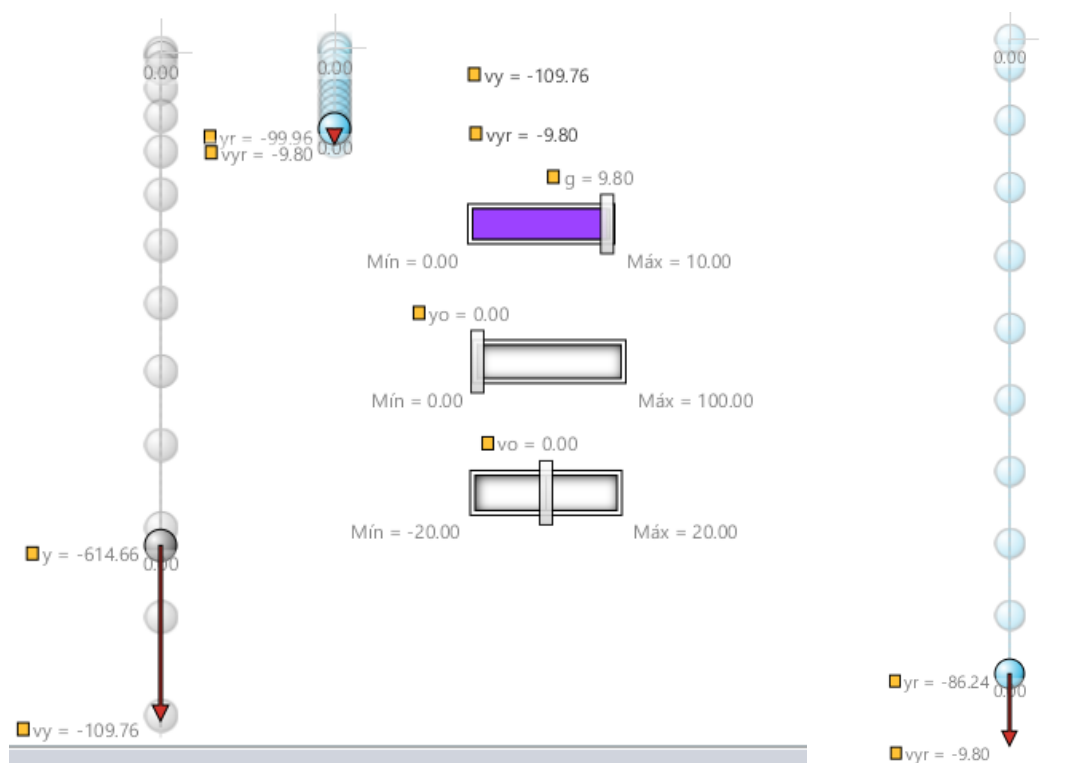 0.00
0.00
0.00
vy = -109.76
yr = -99.96
vyr = -9.80
0.00
vyr = -9.80
g = 9.80
Mín = 0.00
Máx = 10.00
yo = 0.00
Mín = 0.00
Máx = 100.00
vo = 0.00
Mín = -20.00
Máx = 20.00
y = -614.66
0.00
yr = -86.24
0.00
vy = -109.76
vyr = -9.80